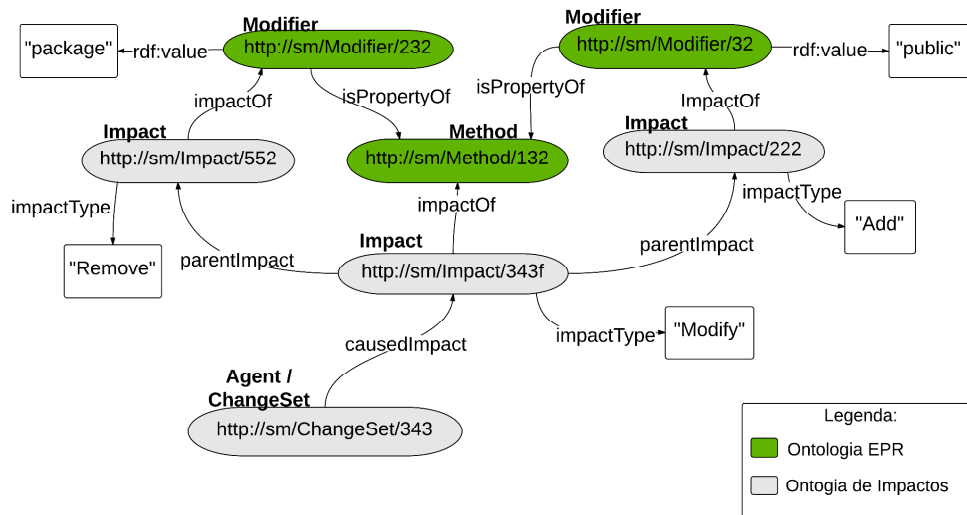 Modifier
Modifier
"package"
rdf:value
http://sm/Modifier/232
http://sm/Modifier/32
rdf:value
"public"
impactOf
isPropertyOf
isPropertyOf
ImpactOf
Impact
Method
Impact
http://sm/Impact/552
http://sm/Method/132
http://sm/Impact/222
impactType
impactOf
impactType
"Add"
Impact
parentImpact
parentImpact
"Remove"
http://sm/Impact/343f
causedImpact
impactType
"Modify"
Agent /
ChangeSet
http://sm/ChangeSet/343
Legenda:
Ontologia EPR
Ontogia de Impactos